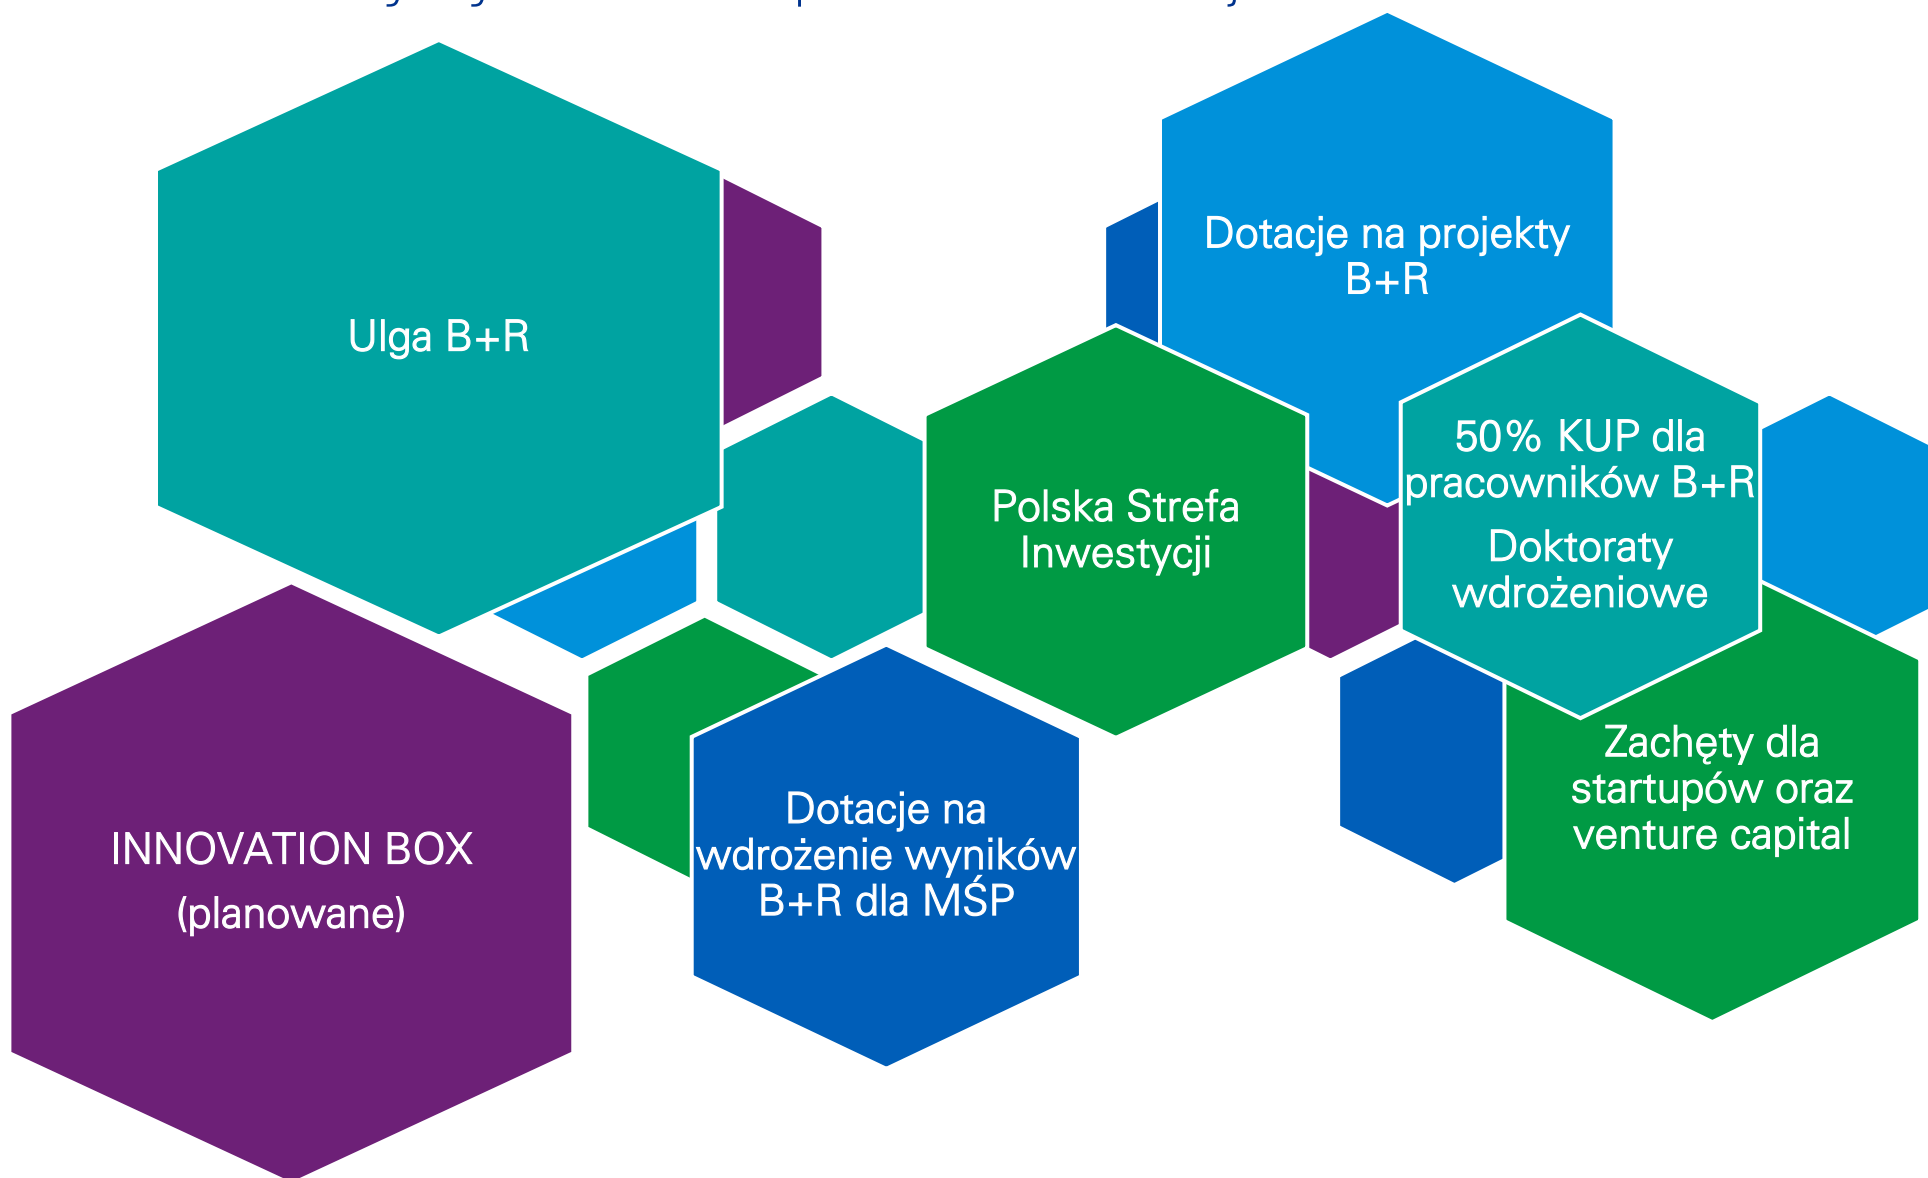 Ulga B+R
Dotacje na projekty
B+R
50% KUP dla
pracowników B+R
Doktoraty
wdrożeniowe
Polska Strefa
Inwestycji
Zachęty dla
startupów oraz
venture capital
Dotacje na
wdrożenie wyników
B+R dla MŚP
INNOVATION BOX
(planowane)